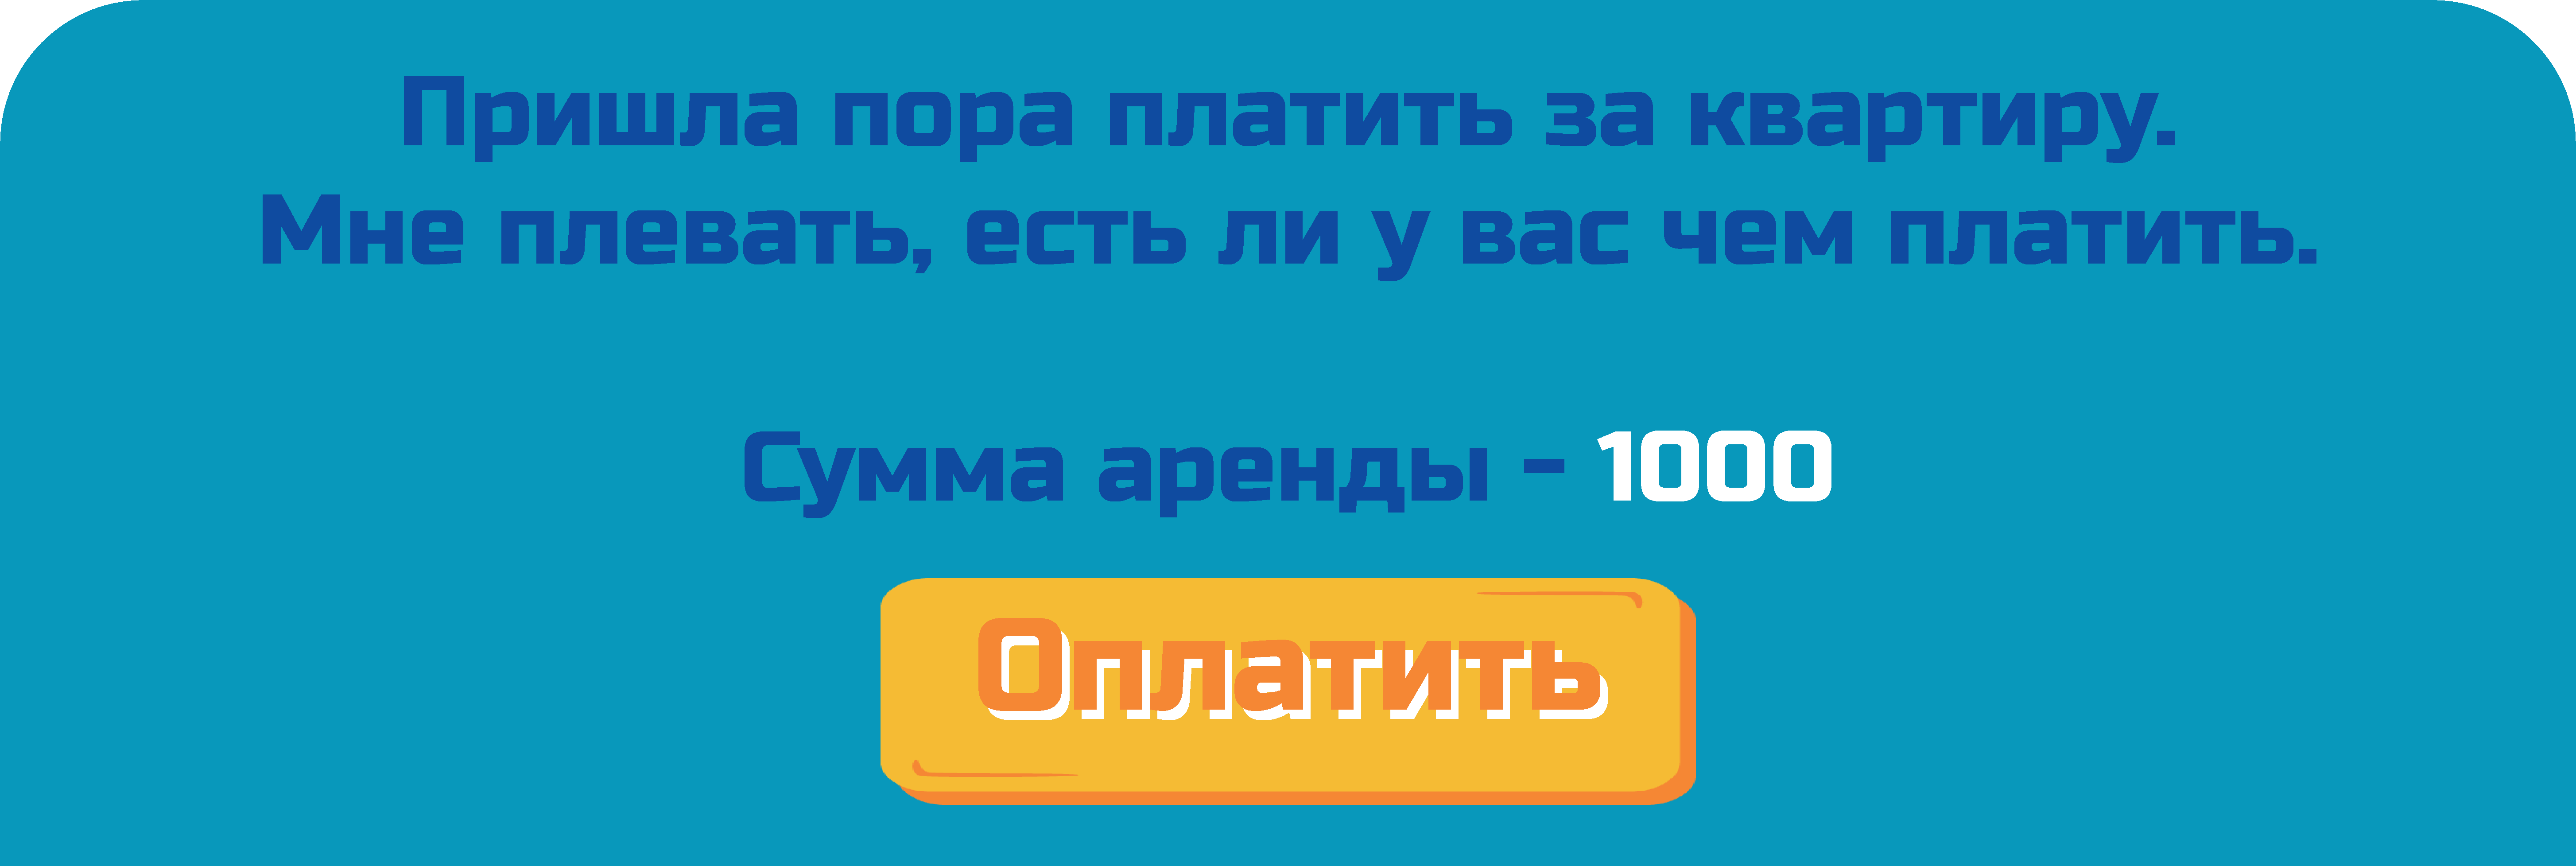 Пришла пора платить за квартиру.
Мне плевать, есть ли у вас чем платить.
Сумма аренды - 1000
Оплатить